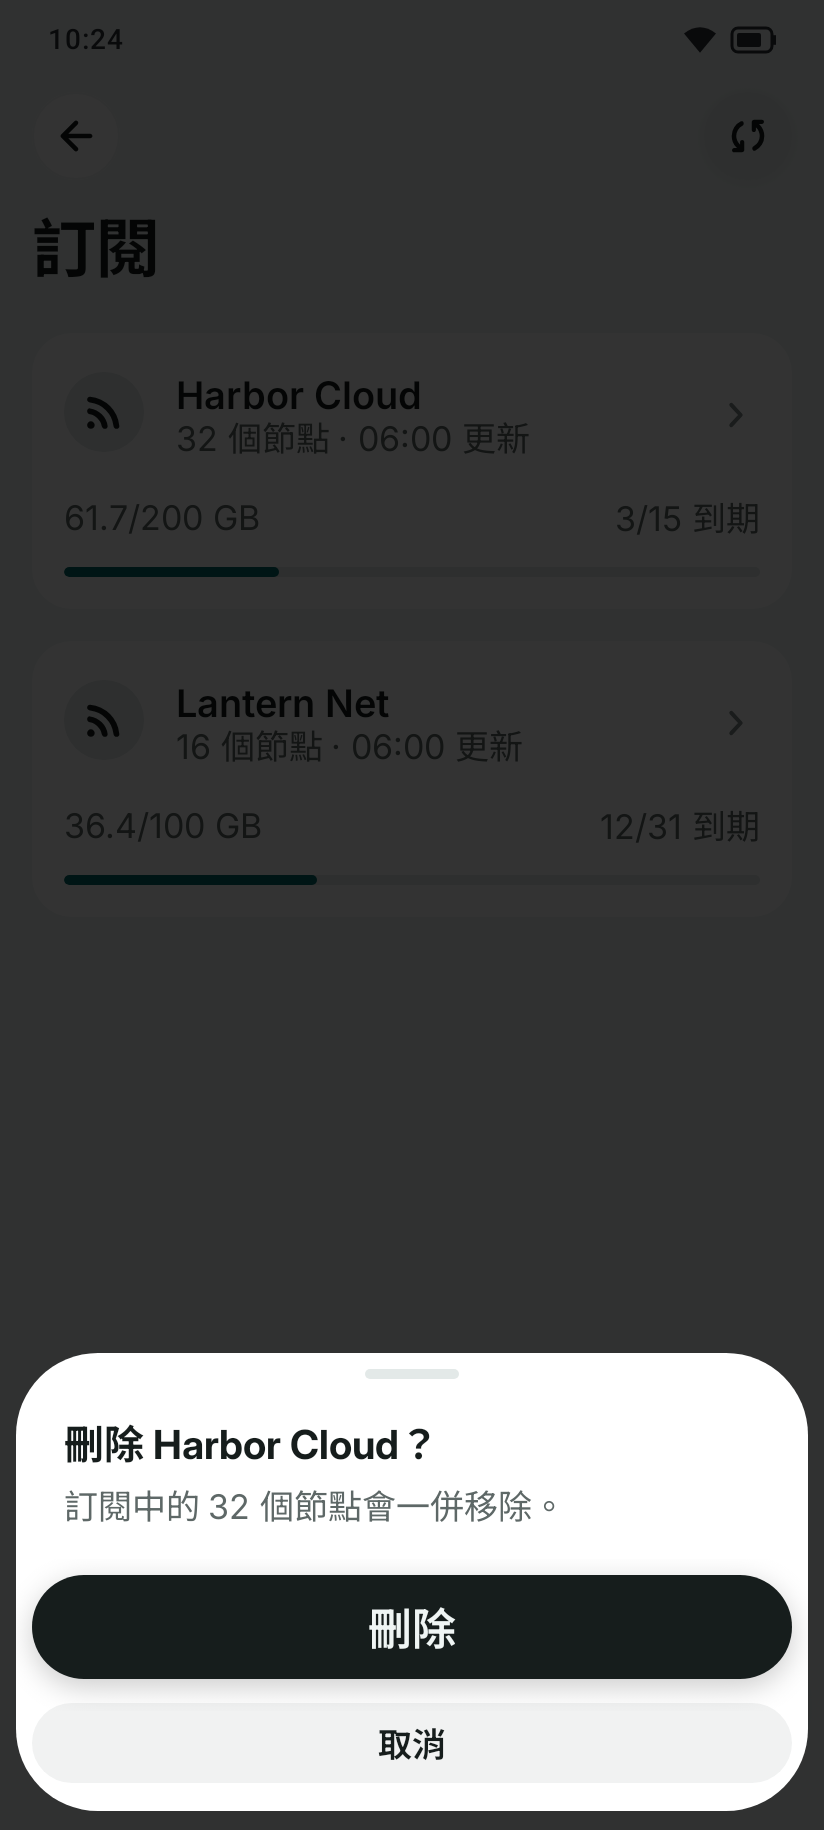 10:24
訂閱
Harbor Cloud
32 個節點 · 06:00 更新
61.7/200 GB
3/15 到期
Lantern Net
16 個節點 · 06:00 更新
36.4/100 GB
12/31 到期
刪除 Harbor Cloud？
訂閱中的 32 個節點會一併移除。
刪除
取消